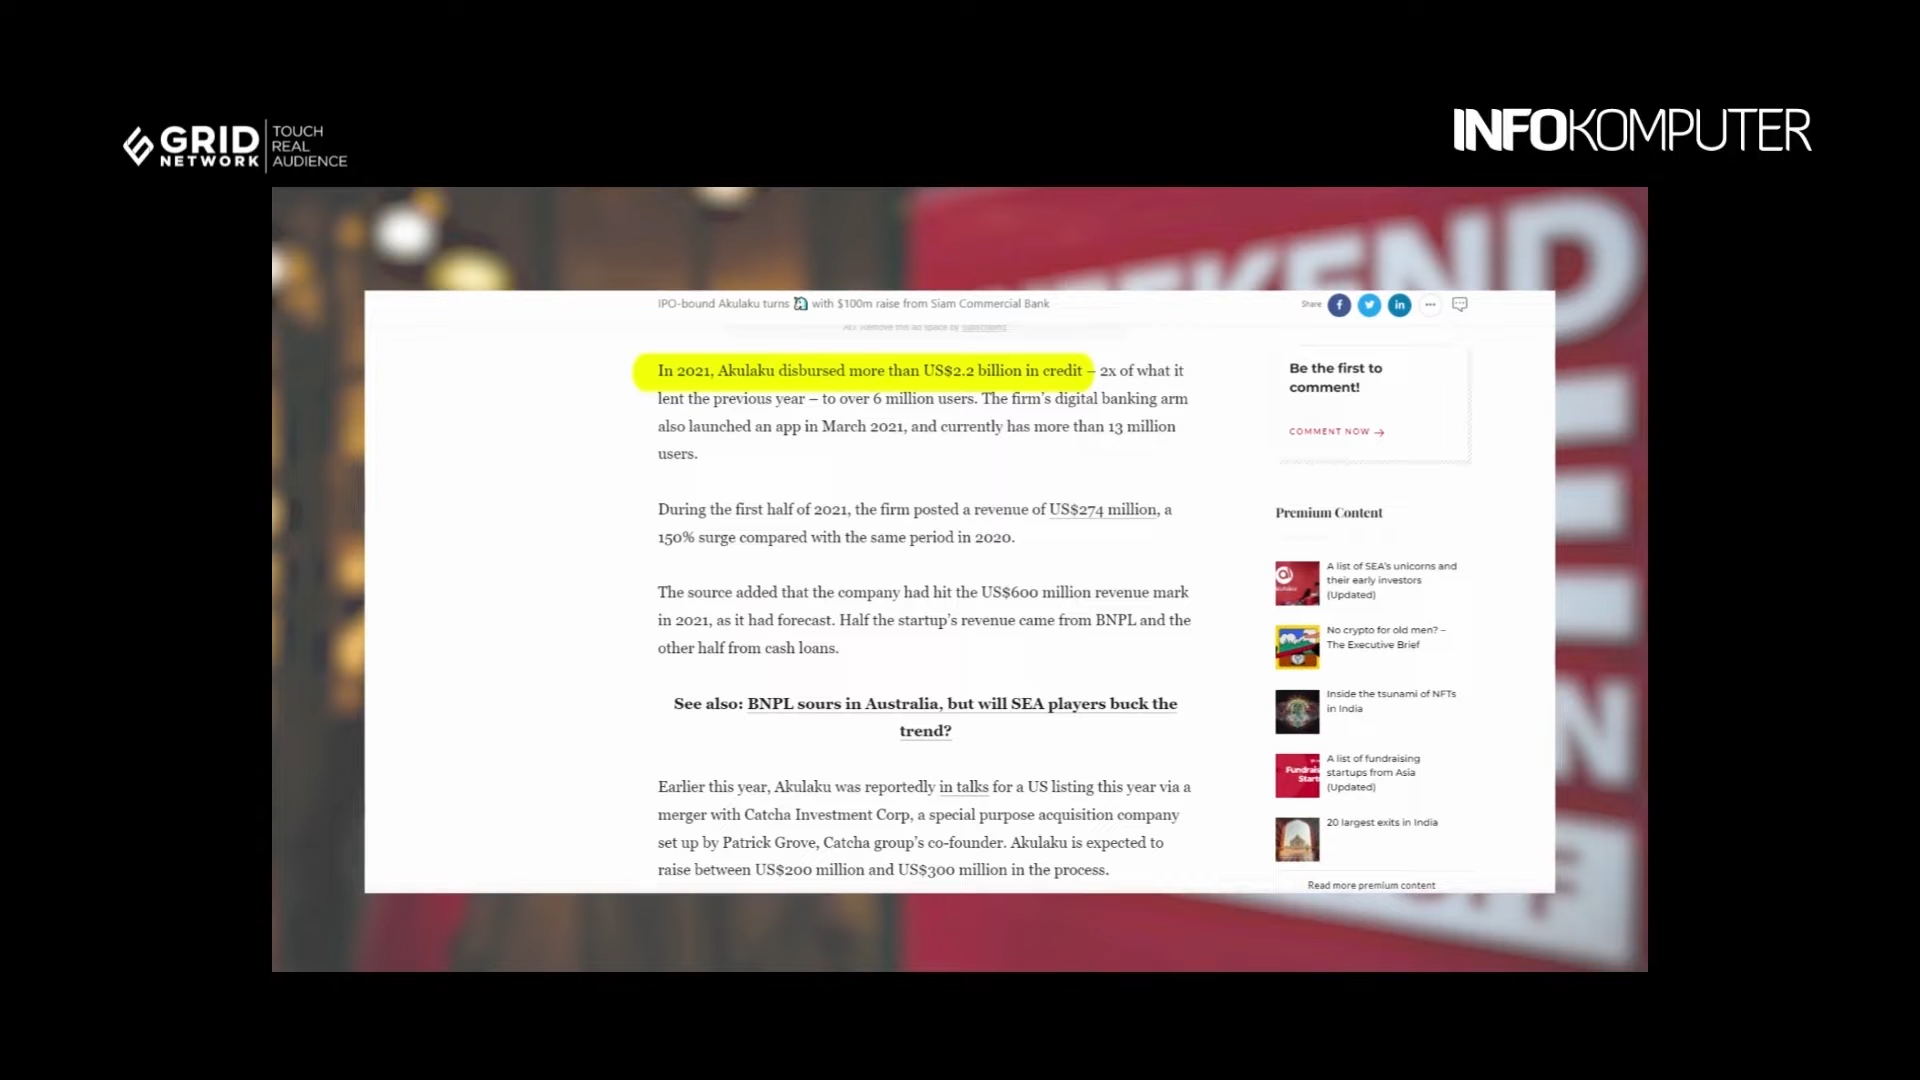 GRID
NETWORK
TOUCH
REAL
AUDIENCE
INFOKOMPUTER
WEEKEND
IPO-bound Akulaku turns 🦄 with $100m raise from Siam Commercial Bank
Share
AD. Remove this ad space by subscribing.
In 2021, Akulaku disbursed more than US$2.2 billion in credit – 2x of what it
lent the previous year – to over 6 million users. The firm's digital banking arm
also launched an app in March 2021, and currently has more than 13 million
users.
During the first half of 2021, the firm posted a revenue of US$274 million, a
150% surge compared with the same period in 2020.
The source added that the company had hit the US$600 million revenue mark
in 2021, as it had forecast. Half the startup's revenue came from BNPL and the
other half from cash loans.
See also: BNPL sours in Australia, but will SEA players buck the
trend?
Earlier this year, Akulaku was reportedly in talks for a US listing this year via a
merger with Catcha Investment Corp, a special purpose acquisition company
set up by Patrick Grove, Catcha group's co-founder. Akulaku is expected to
raise between US$200 million and US$300 million in the process.
Be the first to
comment!
COMMENT NOW →
Premium Content
A list of SEA's unicorns and
their early investors
(Updated)
No crypto for old men? –
The Executive Brief
Inside the tsunami of NFTs
in India
A list of fundraising
startups from Asia
(Updated)
20 largest exits in India
Read more premium content